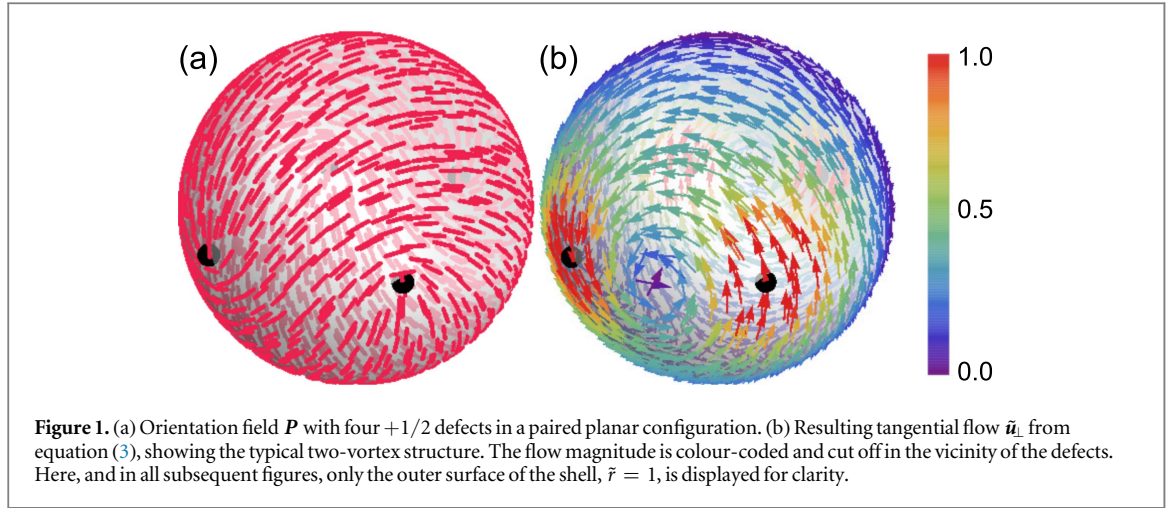 (a)
(b)
1.0
0.5
0.0
Figure 1. (a) Orientation field P with four +1/2 defects in a paired planar configuration. (b) Resulting tangential flow ũ⊥ from
equation (3), showing the typical two-vortex structure. The flow magnitude is colour-coded and cut off in the vicinity of the defects.
Here, and in all subsequent figures, only the outer surface of the shell, r̃ = 1, is displayed for clarity.